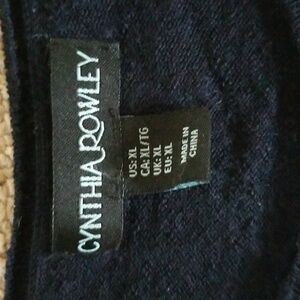 CYNTHIA ROWLEY
US: XL
CA: XL/TG
UK: XL
EU: XL
MADE IN
CHINA